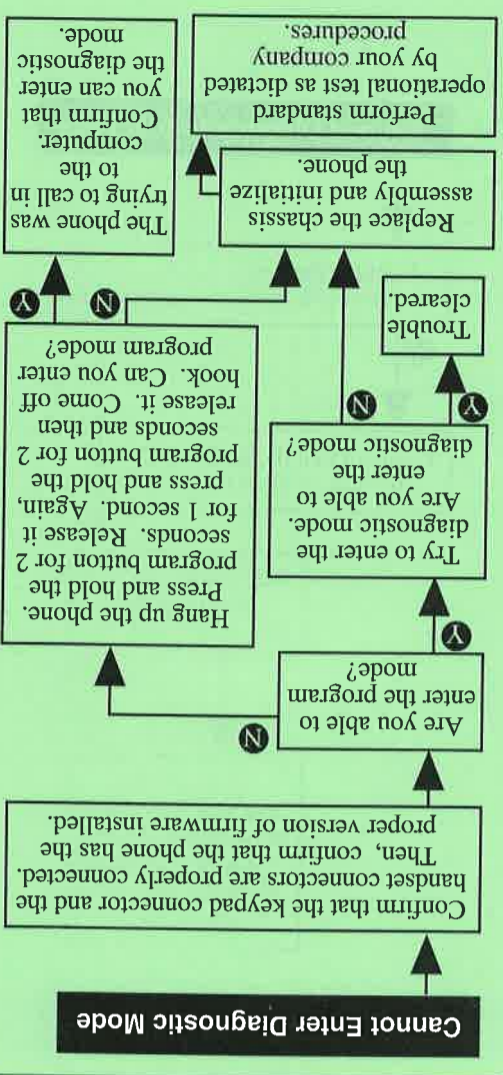 Cannot Enter Diagnostic Mode
Confirm that the keypad connector and the
handset connectors are properly connected.
Then, confirm that the phone has the
proper version of firmware installed.
Are you able to
enter the program
mode?
N
Y
Hang up the phone.
Press and hold the
program button for 2
seconds. Release it
for 1 second. Again,
press and hold the
program button for 2
seconds and then
release it. Come off
hook. Can you enter
program mode?
Try to enter the
diagnostic mode.
Are you able to
enter the
diagnostic mode?
Y
N
N
Y
Trouble
cleared.
Replace the chassis
assembly and initialize
the phone.
The phone was
trying to call in
to the
computer.
Confirm that
you can enter
the diagnostic
mode.
Perform standard
operational test as dictated
by your company
procedures.